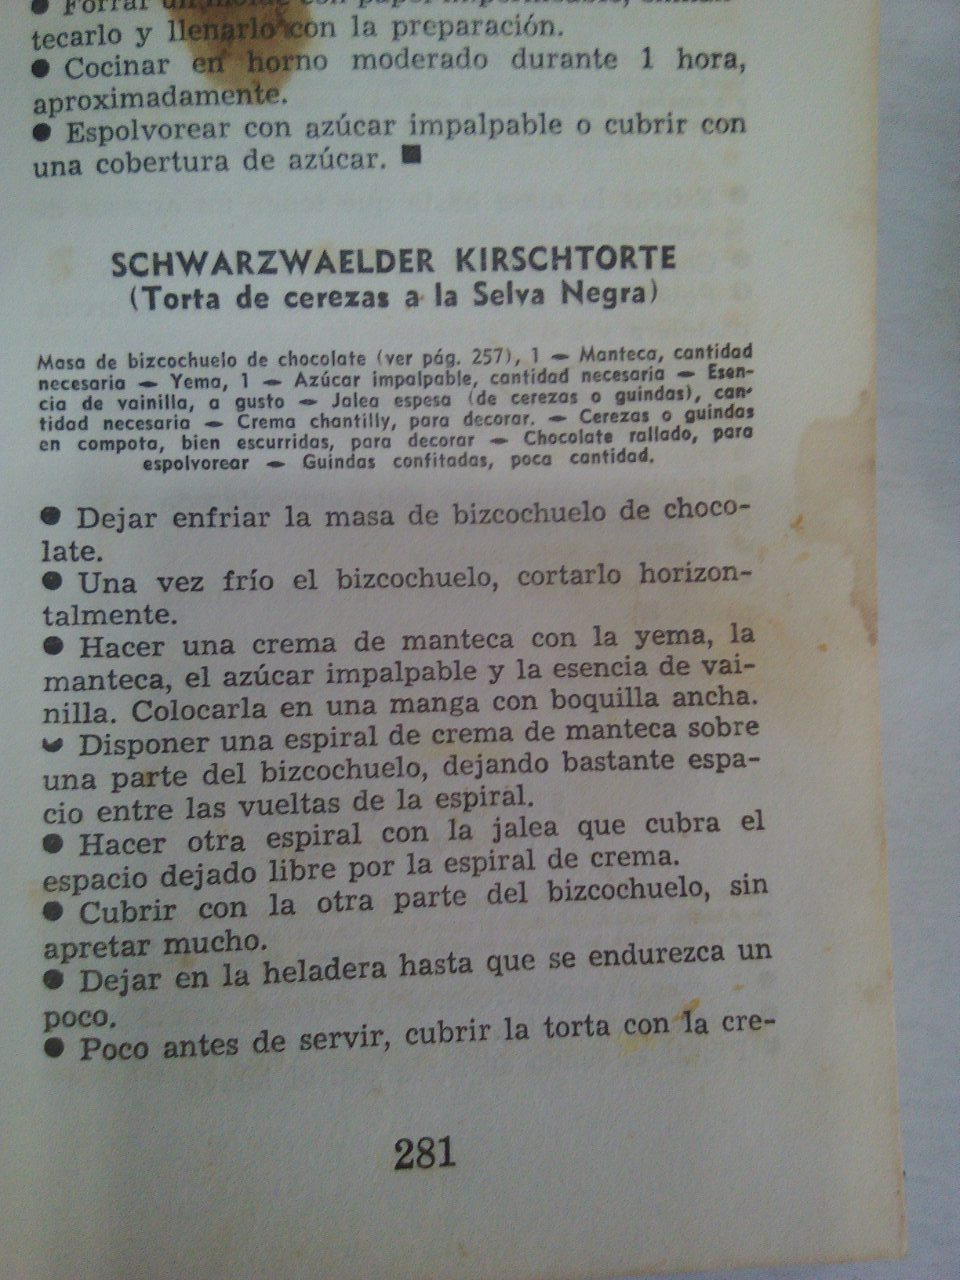 ● Forrar un molde con papel impermeable, enman-
tecarlo y llenarlo con la preparación.
● Cocinar en horno moderado durante 1 hora,
aproximadamente.
● Espolvorear con azúcar impalpable o cubrir con
una cobertura de azúcar. ■
SCHWARZWAELDER KIRSCHTORTE
(Torta de cerezas a la Selva Negra)
Masa de bizcochuelo de chocolate (ver pág. 257), 1 — Manteca, cantidad
necesaria — Yema, 1 — Azúcar impalpable, cantidad necesaria — Esen-
cia de vainilla, a gusto — Jalea espesa (de cerezas o guindas), can-
tidad necesaria — Crema chantilly, para decorar. — Cerezas o guindas
en compota, bien escurridas, para decorar — Chocolate rallado, para
espolvorear — Guindas confitadas, poca cantidad.
● Dejar enfriar la masa de bizcochuelo de choco-
late.
● Una vez frío el bizcochuelo, cortarlo horizon-
talmente.
● Hacer una crema de manteca con la yema, la
manteca, el azúcar impalpable y la esencia de vai-
nilla. Colocarla en una manga con boquilla ancha.
● Disponer una espiral de crema de manteca sobre
una parte del bizcochuelo, dejando bastante espa-
cio entre las vueltas de la espiral.
● Hacer otra espiral con la jalea que cubra el
espacio dejado libre por la espiral de crema.
● Cubrir con la otra parte del bizcochuelo, sin
apretar mucho.
● Dejar en la heladera hasta que se endurezca un
poco.
● Poco antes de servir, cubrir la torta con la cre-
281